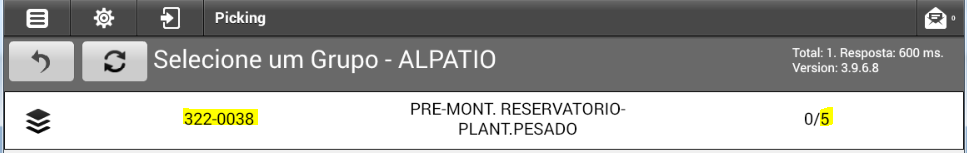 Picking
0
Selecione um Grupo - ALPATIO
Total: 1. Resposta: 600 ms.
Version: 3.9.6.8
322-0038
PRE-MONT. RESERVATORIO-
PLANT.PESADO
0/5